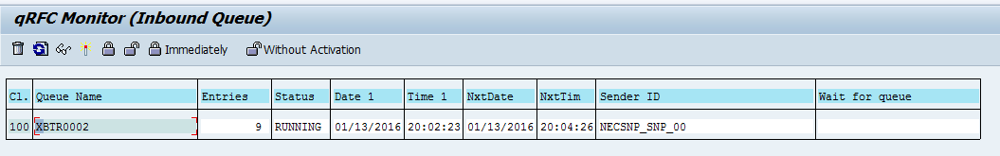 qRFC Monitor (Inbound Queue)
Immediately Without Activation
Cl. Queue Name Entries Status Date 1 Time 1 NxtDate NxtTim Sender ID Wait for queue
100 XBTR0002 9 RUNNING 01/13/2016 20:02:23 01/13/2016 20:04:26 NECSNP_SNP_00